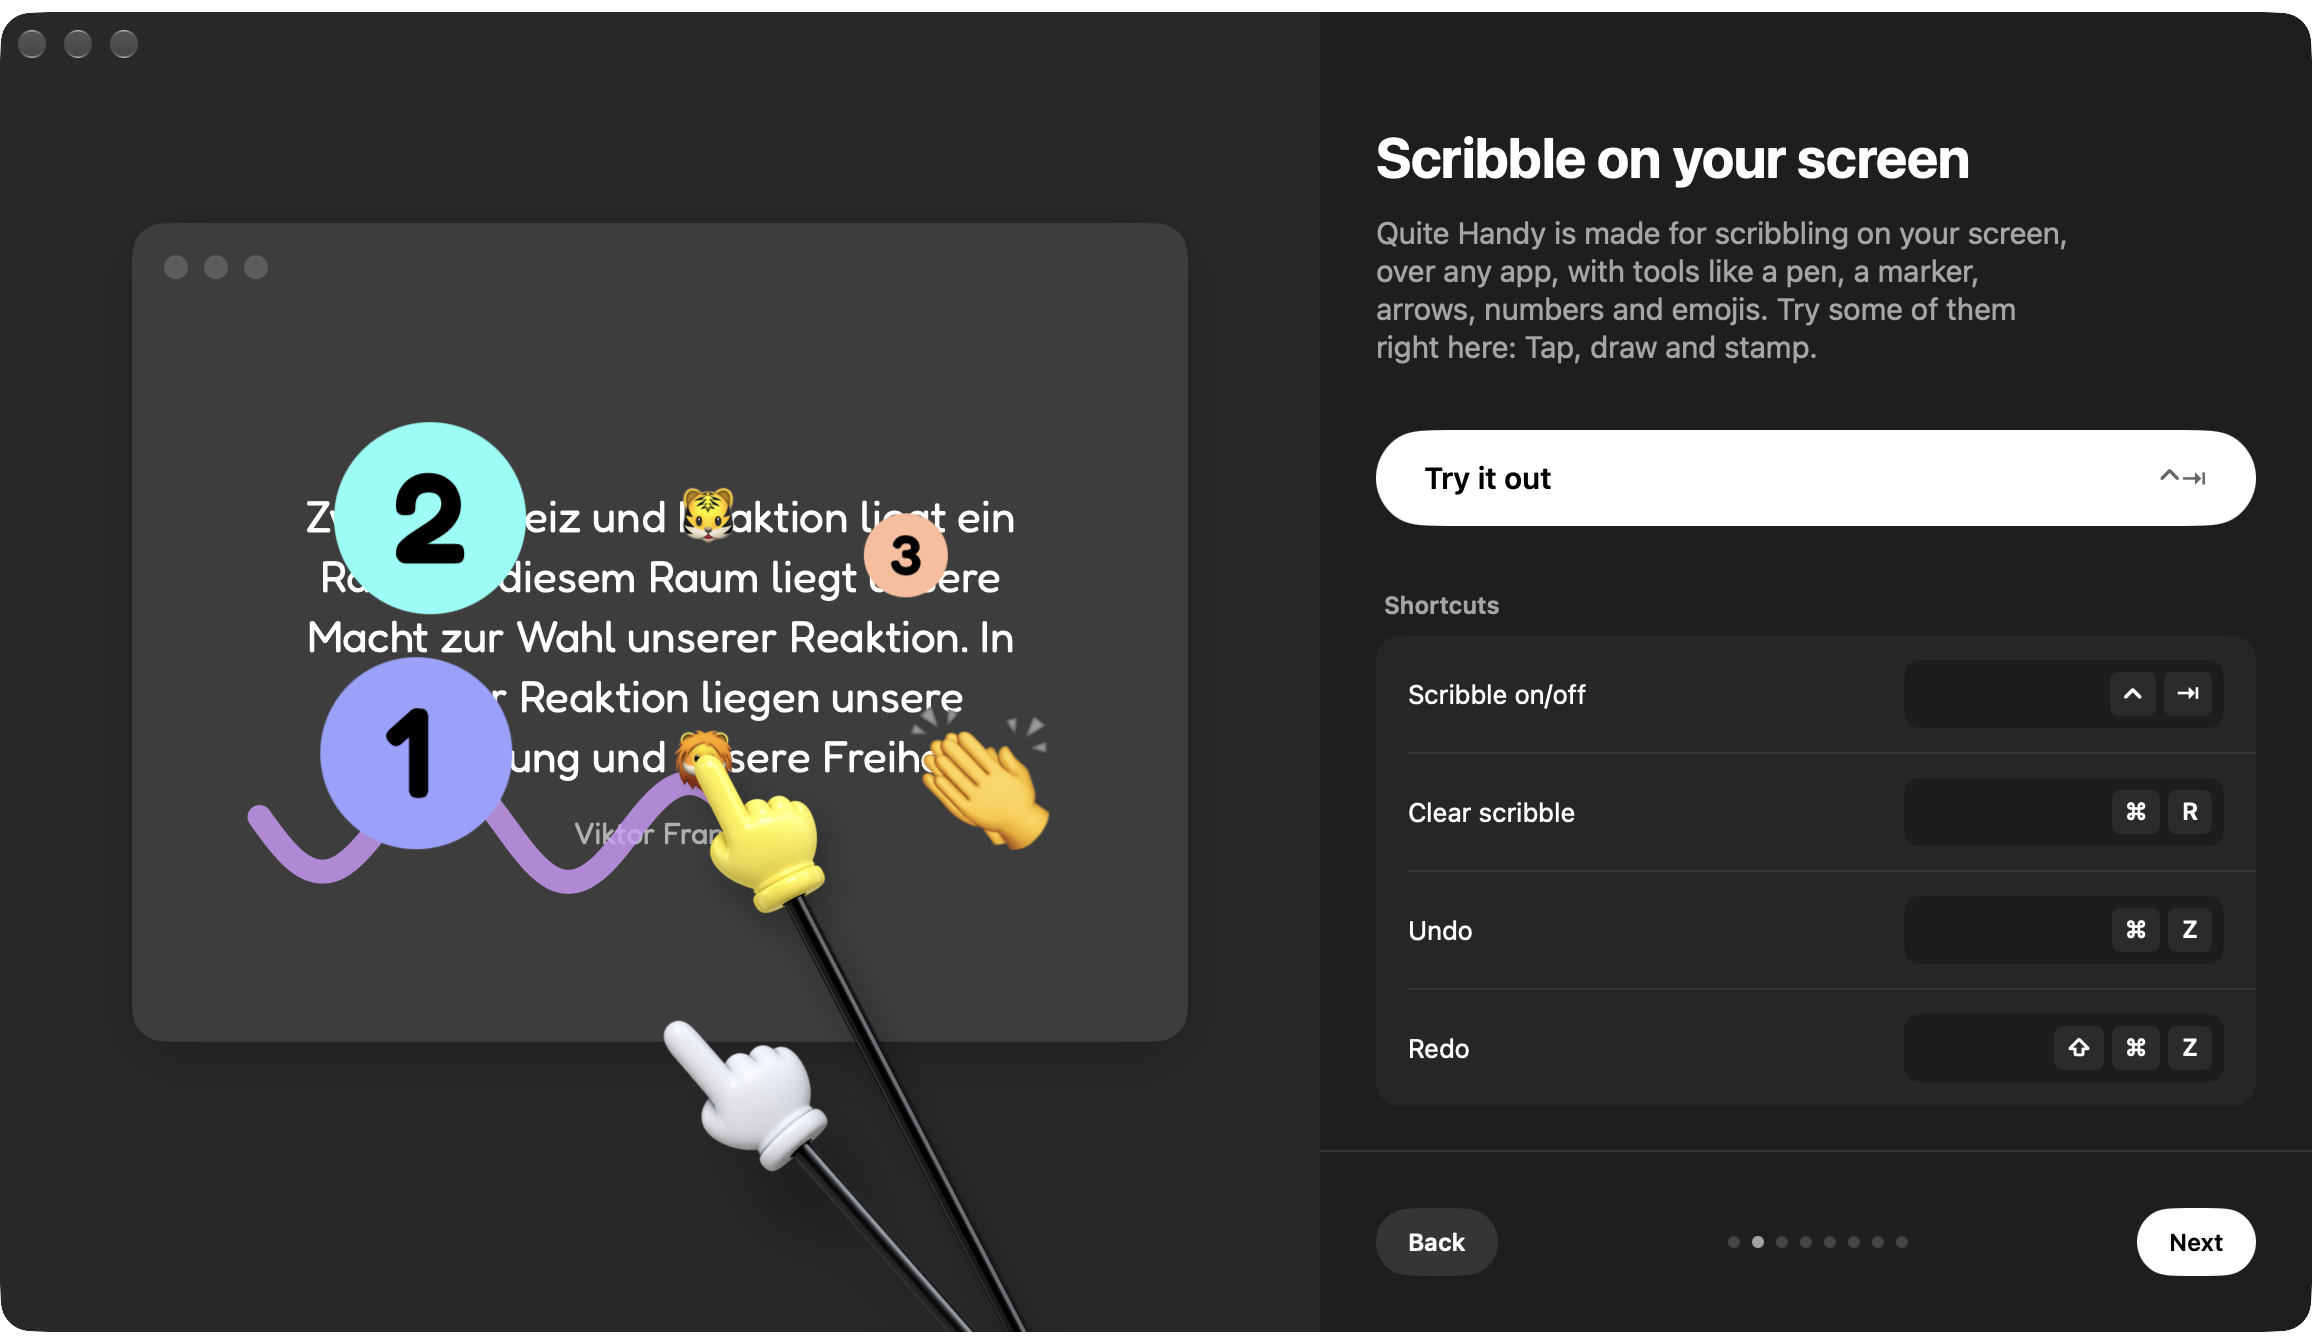 eiz und aktion ein
diesem Raum liegt
Macht zur Wahl unserer Reaktion. In
Reaktion liegen unsere
und
Viktor
2
3
1
Scribble on your screen
Quite Handy is made for scribbling on your screen,
over any app, with tools like a pen, a marker,
arrows, numbers and emojis. Try some of them
right here: Tap, draw and stamp.
Try it out ^⇥
Shortcuts
Scribble on/off ^ ⇥
Clear scribble ⌘ R
Undo ⌘ Z
Redo ⇧ ⌘ Z
Back
Next